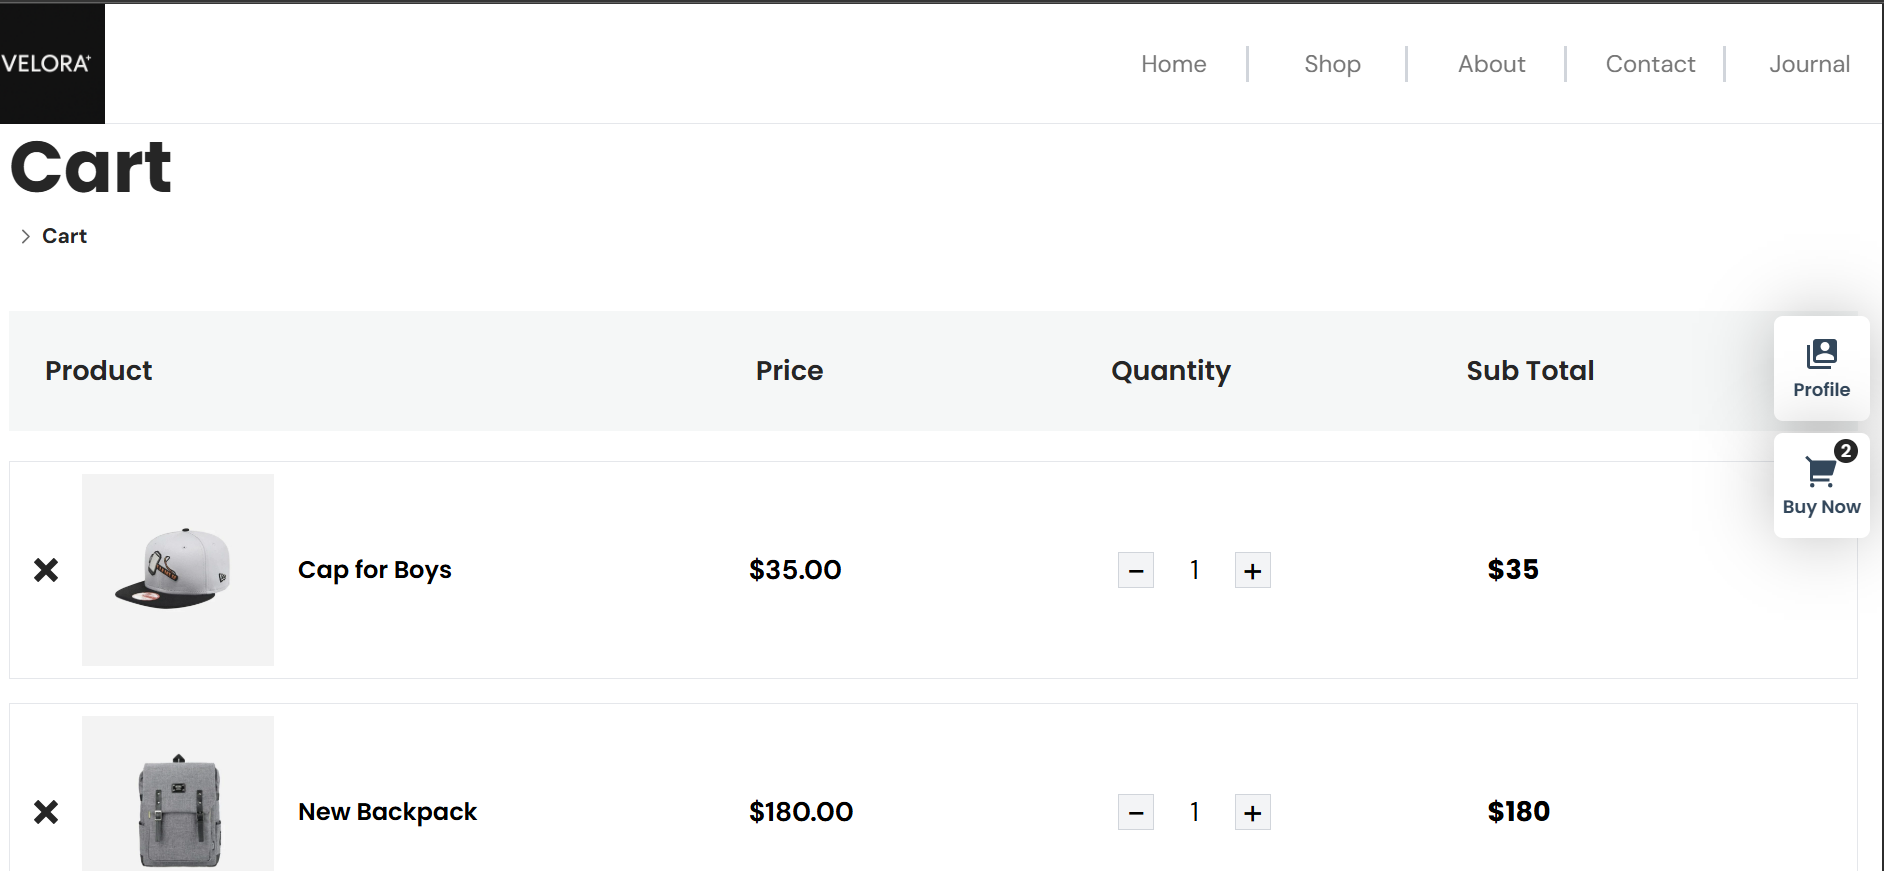 VELORA+
Home Shop About Contact Journal
Cart
> Cart
Product Price Quantity Sub Total
Profile
2
Buy Now
Cap for Boys $35.00 − 1 + $35
New Backpack $180.00 − 1 + $180